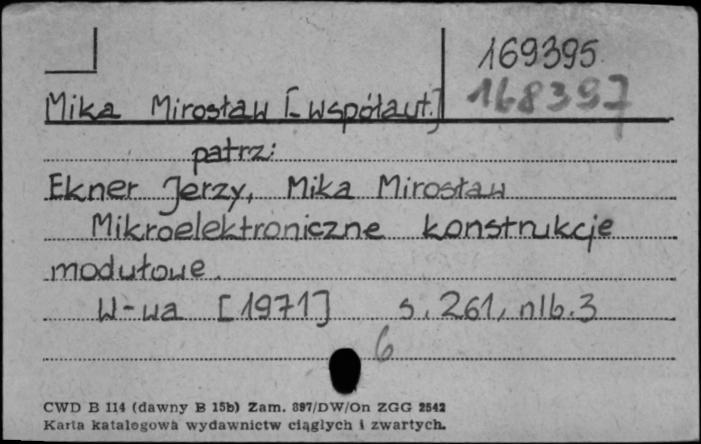 169395
168397
Mika Mirosław [-współaut.]
patrz:
Ekner Jerzy, Mika Mirosław
Mikroelektroniczne konstrukcje
modułowe.
W-wa [1971] s. 261, nlb. 3
6
CWD B 114 (dawny B 15b) Zam. 897/DW/On ZGG 2542
Karta katalogowa wydawnictw ciągłych i zwartych.